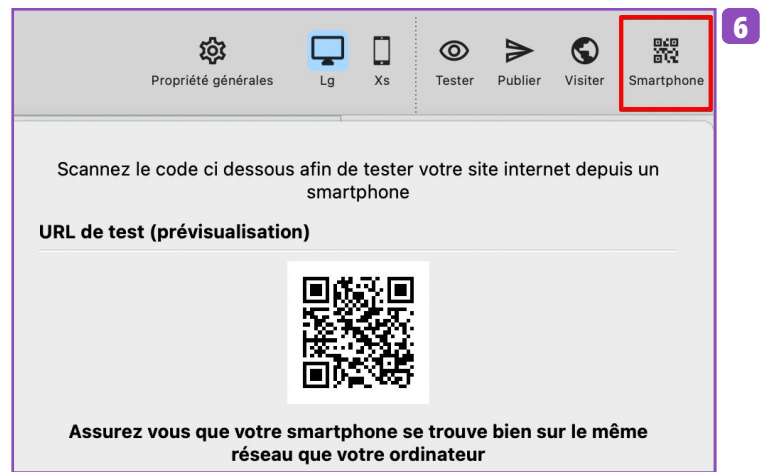 6
Propriété générales
Lg
Xs
Tester
Publier
Visiter
Smartphone
Scannez le code ci dessous afin de tester votre site internet depuis un
smartphone
URL de test (prévisualisation)
Assurez vous que votre smartphone se trouve bien sur le même
réseau que votre ordinateur